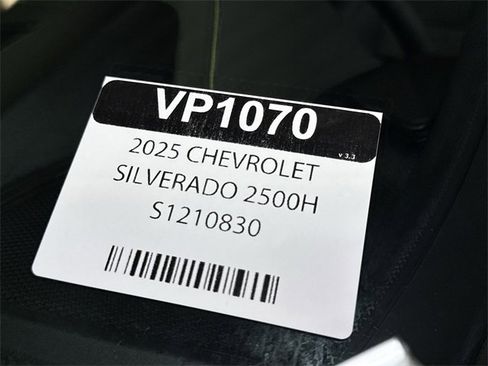 VP1070
v 3.3
2025 CHEVROLET
SILVERADO 2500H
S1210830